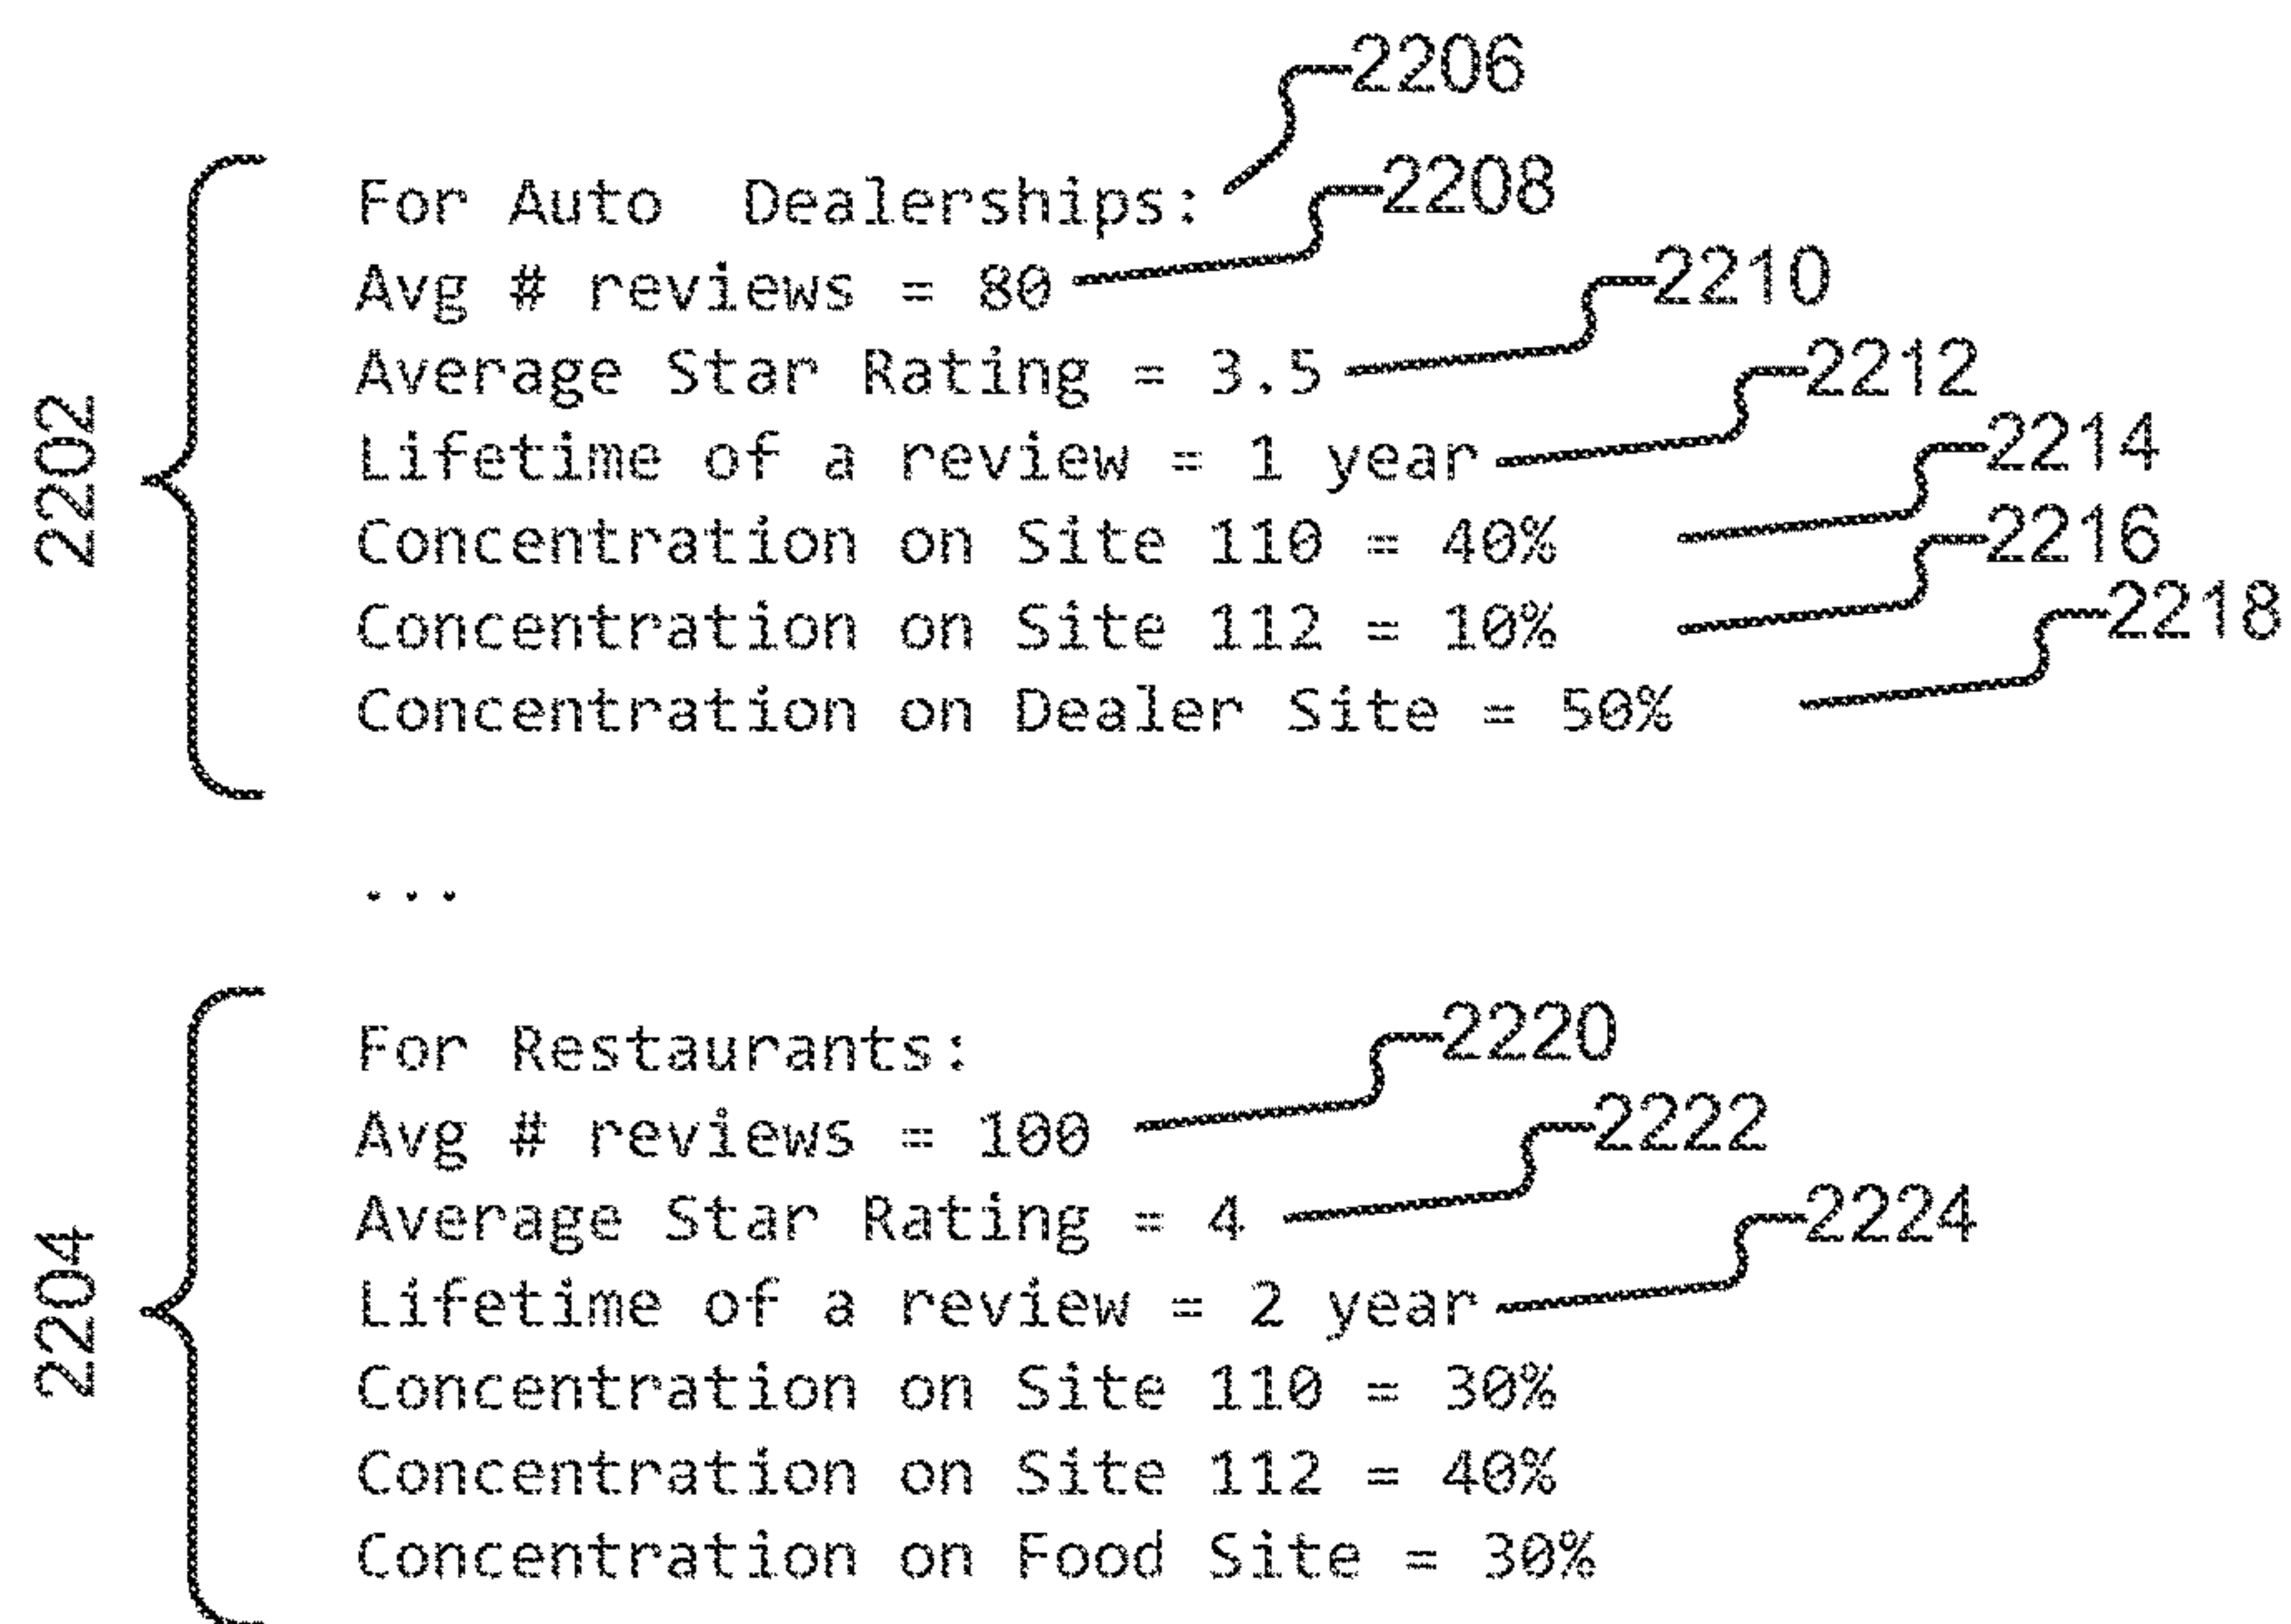 2206
For Auto Dealerships:
2208
Avg # reviews = 80
2210
Average Star Rating = 3.5
2212
Lifetime of a review = 1 year
2214
Concentration on Site 110 = 40%
2216
Concentration on Site 112 = 10%
2218
Concentration on Dealer Site = 50%
2202
...
For Restaurants:
2220
Avg # reviews = 100
2222
Average Star Rating = 4
2224
Lifetime of a review = 2 year
Concentration on Site 110 = 30%
Concentration on Site 112 = 40%
Concentration on Food Site = 30%
2204